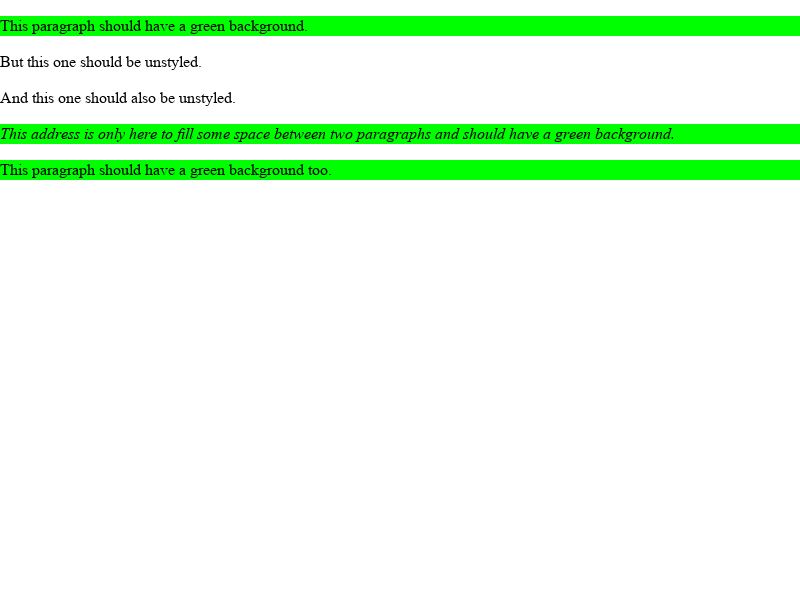 This paragraph should have a green background.
But this one should be unstyled.
And this one should also be unstyled.
This address is only here to fill some space between two paragraphs and should have a green background.
This paragraph should have a green background too.